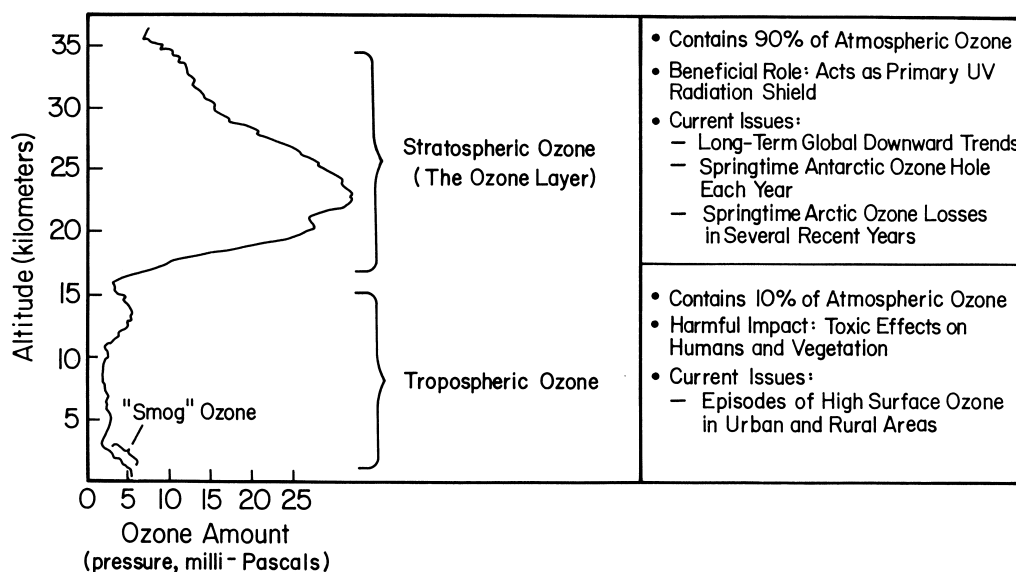 35
30
25
20
15
10
5
Altitude (kilometers)
0 5 10 15 20 25
Ozone Amount
(pressure, milli-Pascals)
"Smog" Ozone
Stratospheric Ozone
(The Ozone Layer)
Tropospheric Ozone
• Contains 90% of Atmospheric Ozone
• Beneficial Role: Acts as Primary UV
Radiation Shield
• Current Issues:
— Long-Term Global Downward Trends
— Springtime Antarctic Ozone Hole
Each Year
— Springtime Arctic Ozone Losses
in Several Recent Years
• Contains 10% of Atmospheric Ozone
• Harmful Impact: Toxic Effects on
Humans and Vegetation
• Current Issues:
— Episodes of High Surface Ozone
in Urban and Rural Areas